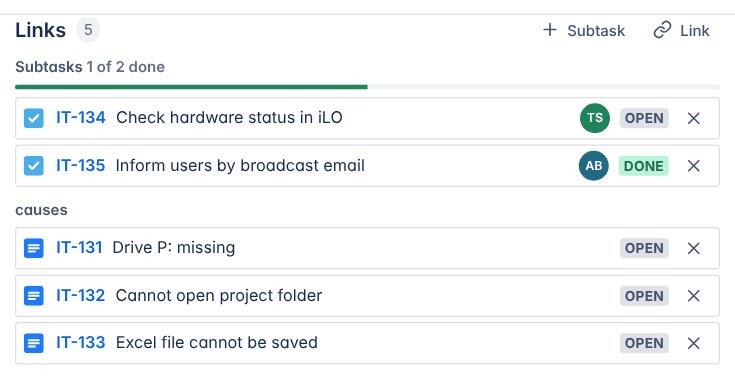 Links 5 + Subtask Link
Subtasks 1 of 2 done
IT-134 Check hardware status in iLO TS OPEN
IT-135 Inform users by broadcast email AB DONE
causes
IT-131 Drive P: missing OPEN
IT-132 Cannot open project folder OPEN
IT-133 Excel file cannot be saved OPEN